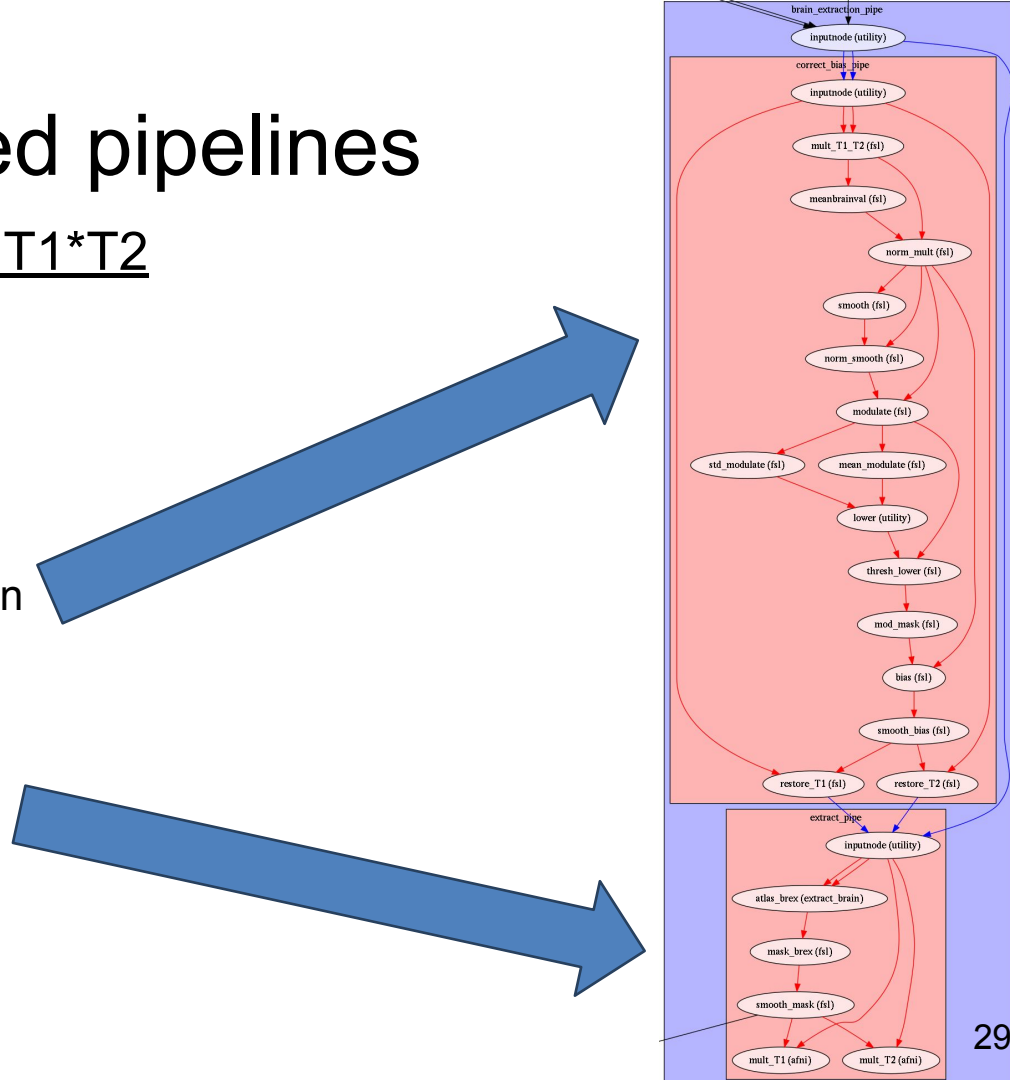 ed pipelines
T1*T2
n
brain_extraction_pipe
inputnode (utility)
correct_bias_pipe
inputnode (utility)
mult_T1_T2 (fsl)
meanbrainval (fsl)
norm_mult (fsl)
smooth (fsl)
norm_smooth (fsl)
modulate (fsl)
std_modulate (fsl) mean_modulate (fsl)
lower (utility)
thresh_lower (fsl)
mod_mask (fsl)
bias (fsl)
smooth_bias (fsl)
restore_T1 (fsl) restore_T2 (fsl)
extract_pipe
inputnode (utility)
atlas_brex (extract_brain)
mask_brex (fsl)
smooth_mask (fsl)
mult_T1 (afni) mult_T2 (afni)
29